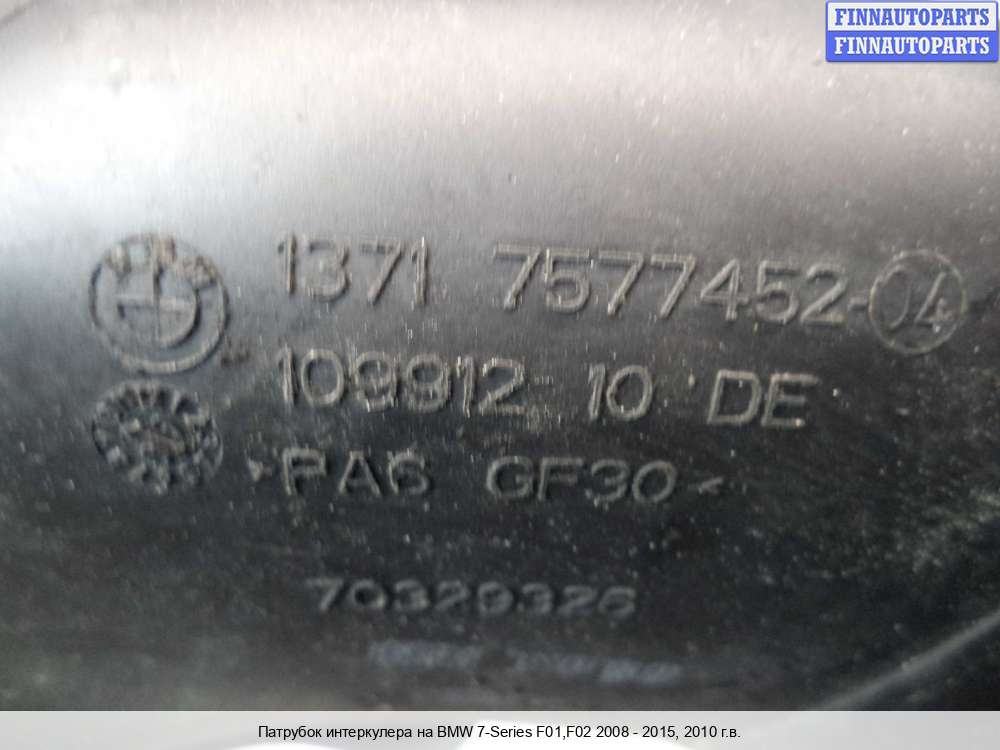 FINNAUTOPARTS
FINNAUTOPARTS
1371 7577452-04
109912 10 DE
>PA6 GF30<
70329326
Патрубок интеркулера на BMW 7-Series F01,F02 2008 - 2015, 2010 г.в.